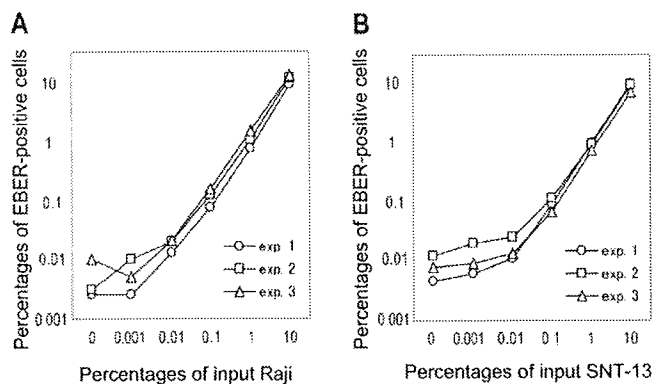 A
Percentages of EBER-positive cells
10
1
0.1
0.01
0.001
exp. 1
exp. 2
exp. 3
0 0.001 0.01 0.1 1 10
Percentages of input Raji
B
Percentages of EBER-positive cells
10
1
0.1
0.01
0.001
exp. 1
exp. 2
exp. 3
0 0.001 0.01 0 1 1 10
Percentages of input SNT-13